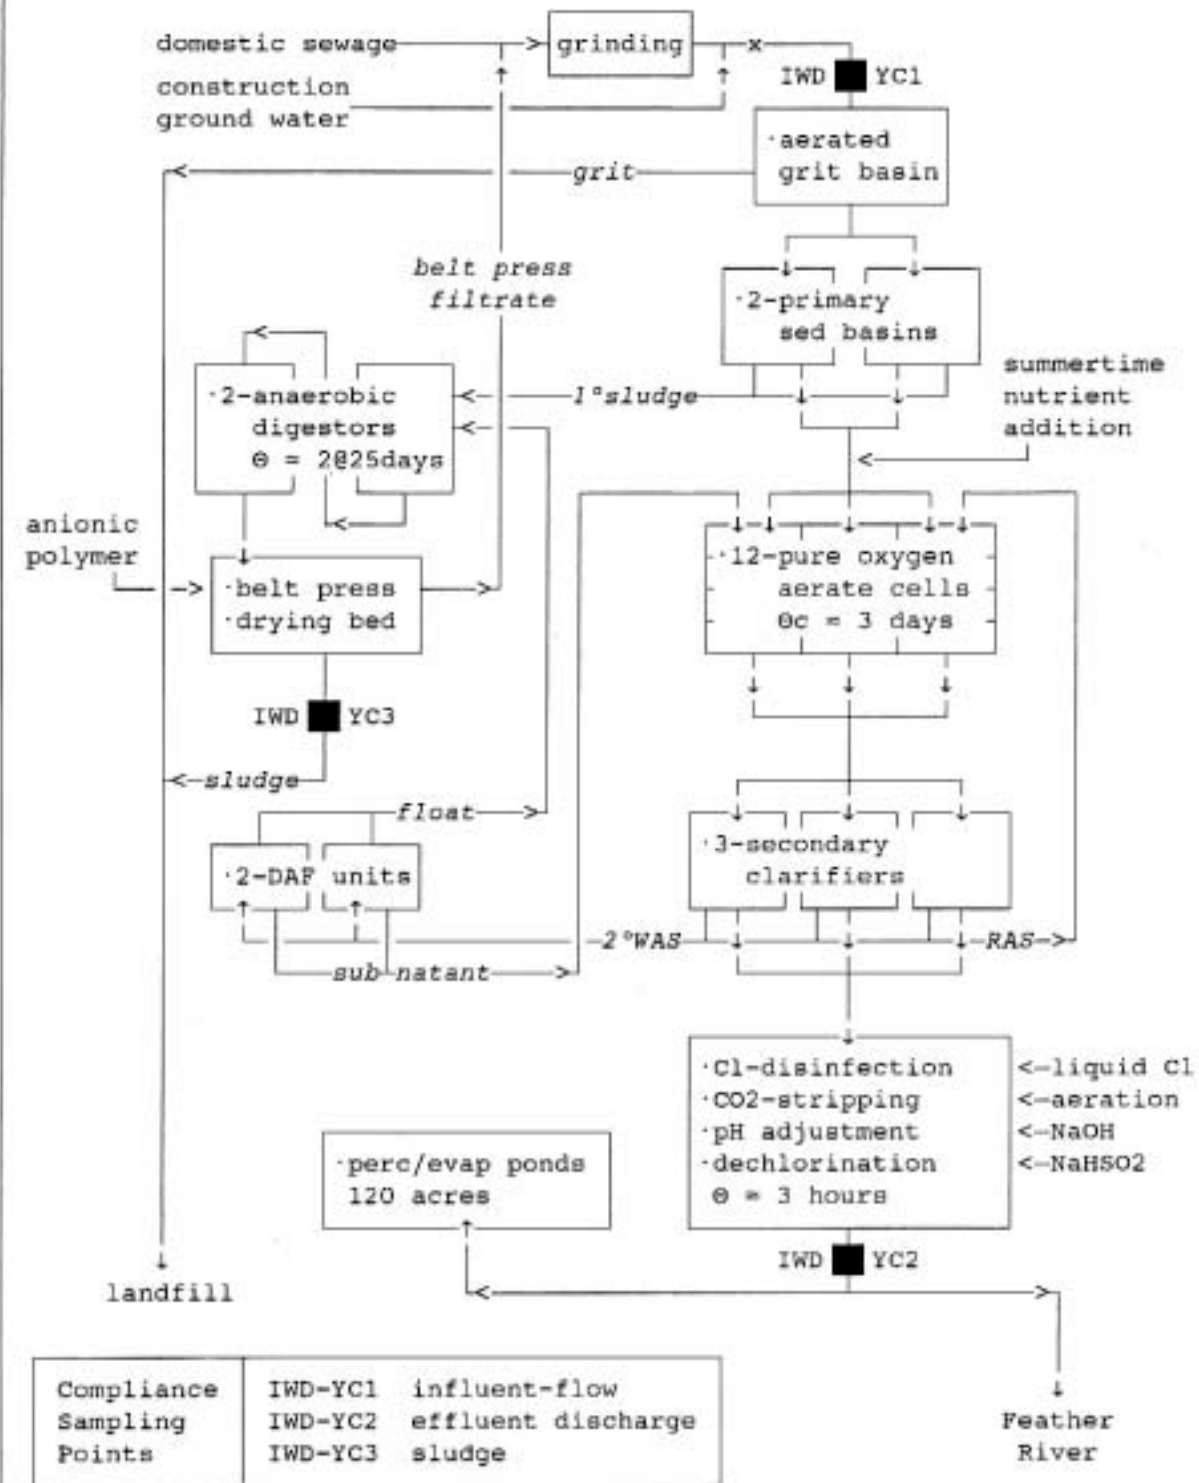 domestic sewage
grinding
x
construction
ground water
IWD YC1
·aerated
grit basin
grit
belt press
filtrate
·2-primary
sed basins
summertime
nutrient
addition
·2-anaerobic
digestors
Θ = 2@25days
1°sludge
anionic
polymer
·belt press
·drying bed
·12-pure oxygen
aerate cells
Θc = 3 days
IWD YC3
sludge
float
·2-DAF units
·3-secondary
clarifiers
2°WAS
RAS
sub natant
·Cl-disinfection
·CO2-stripping
·pH adjustment
·dechlorination
Θ = 3 hours
<-liquid Cl
<-aeration
<-NaOH
<-NaHSO2
·perc/evap ponds
120 acres
IWD YC2
landfill
Feather
River
Compliance
Sampling
Points
IWD-YC1 influent-flow
IWD-YC2 effluent discharge
IWD-YC3 sludge